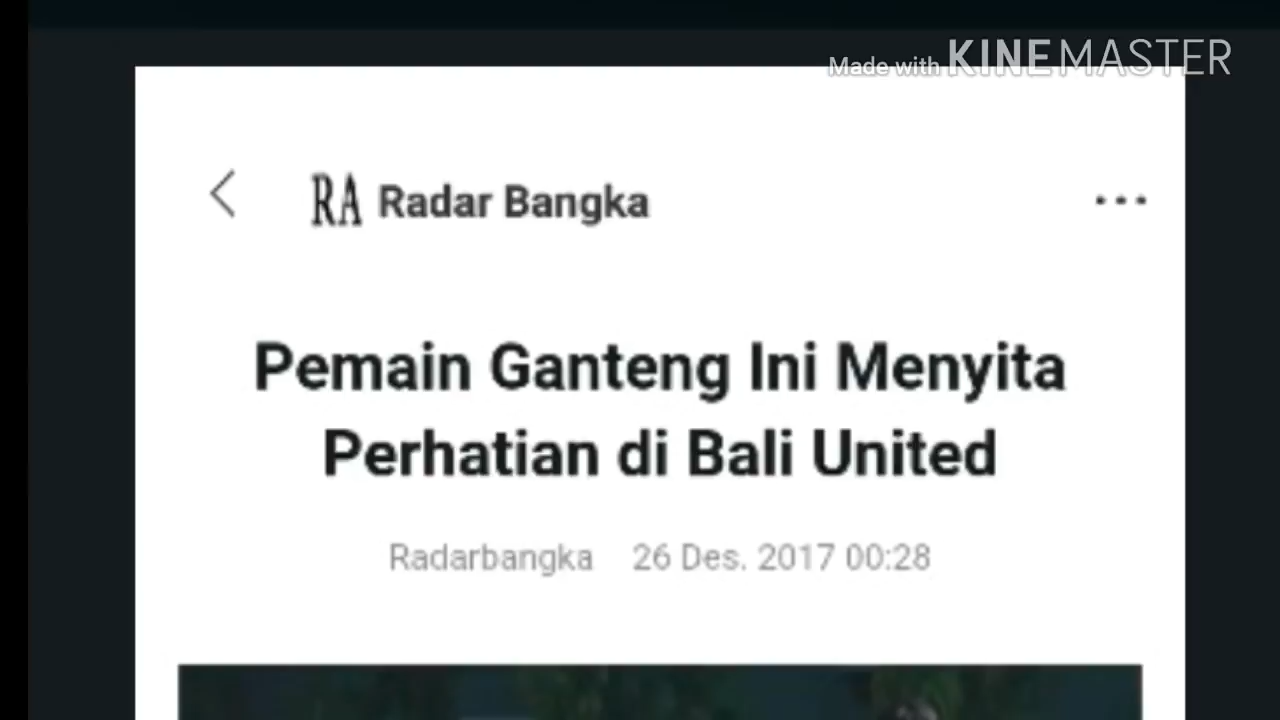 Made with KINEMASTER
RA Radar Bangka
Pemain Ganteng Ini Menyita
Perhatian di Bali United
Radarbangka 26 Des. 2017 00:28